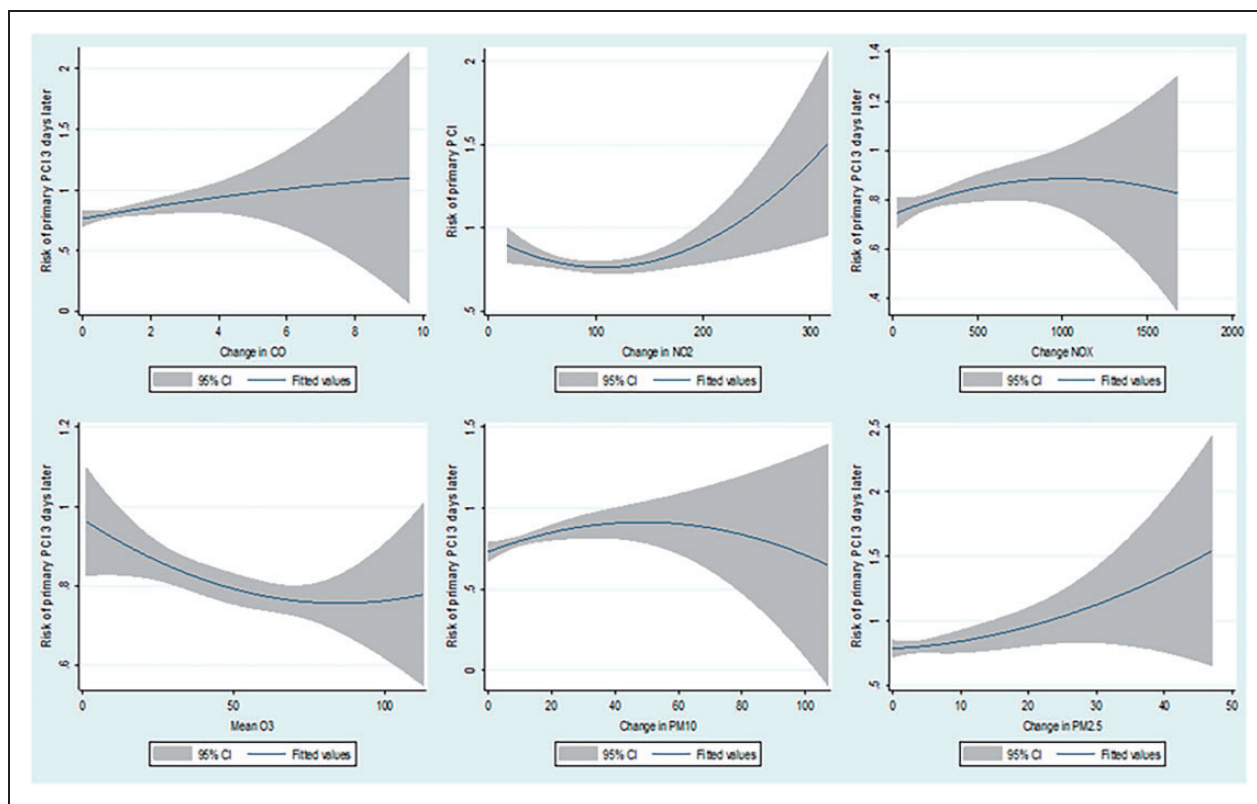 Risk of primary PCI 3 days later
2
1.5
1
.5
0
0 2 4 6 8 10
Change in CO
95% CI Fitted values
Risk of primary PCI
2
1.5
1
.5
0 100 200 300
Change in NO2
95% CI Fitted values
Risk of primary PCI 3 days later
1.4
1.2
1
.8
.6
.4
0 500 1000 1500 2000
Change NOX
95% CI Fitted values
Risk of primary PCI 3 days later
1.2
1
.8
.6
0 50 100
Mean O3
95% CI Fitted values
Risk of primary PCI 3 days later
1.5
1
.5
0
0 20 40 60 80 100
Change in PM10
95% CI Fitted values
Risk of primary PCI 3 days later
2.5
2
1.5
1
.5
0 10 20 30 40 50
Change in PM2.5
95% CI Fitted values